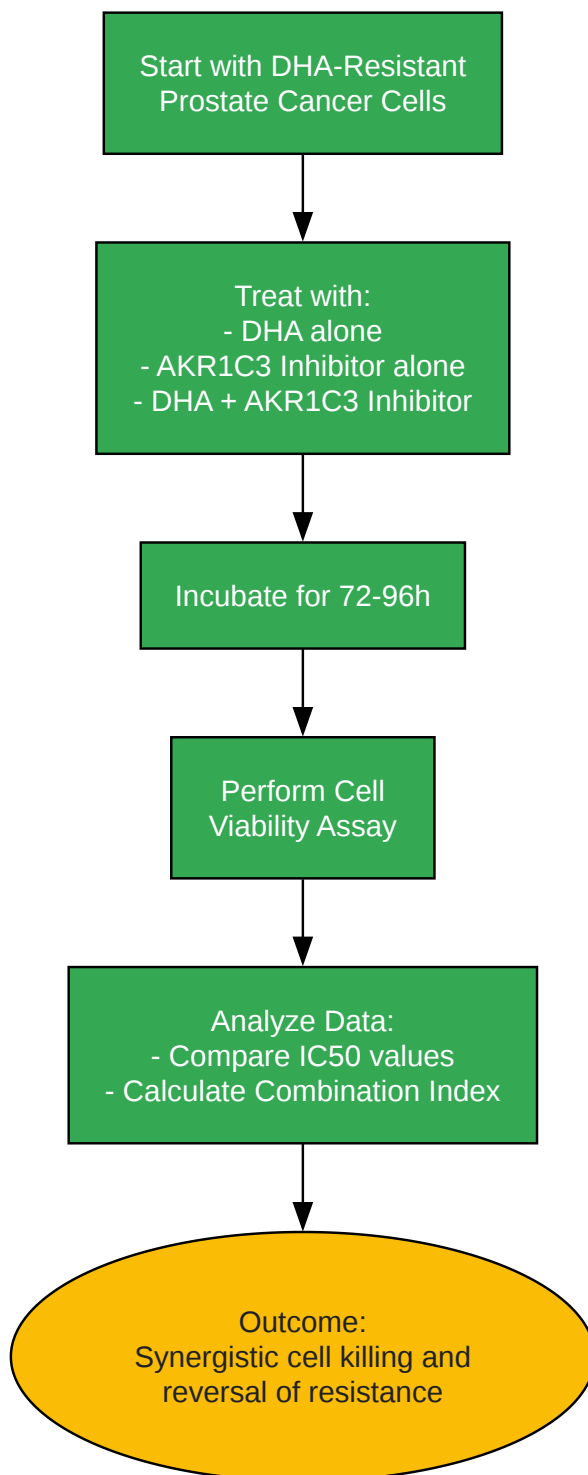 Start with DHA-Resistant
Prostate Cancer Cells
Treat with:
- DHA alone
- AKR1C3 Inhibitor alone
- DHA + AKR1C3 Inhibitor
Incubate for 72-96h
Perform Cell
Viability Assay
Analyze Data:
- Compare IC50 values
- Calculate Combination Index
Outcome:
Synergistic cell killing and
reversal of resistance